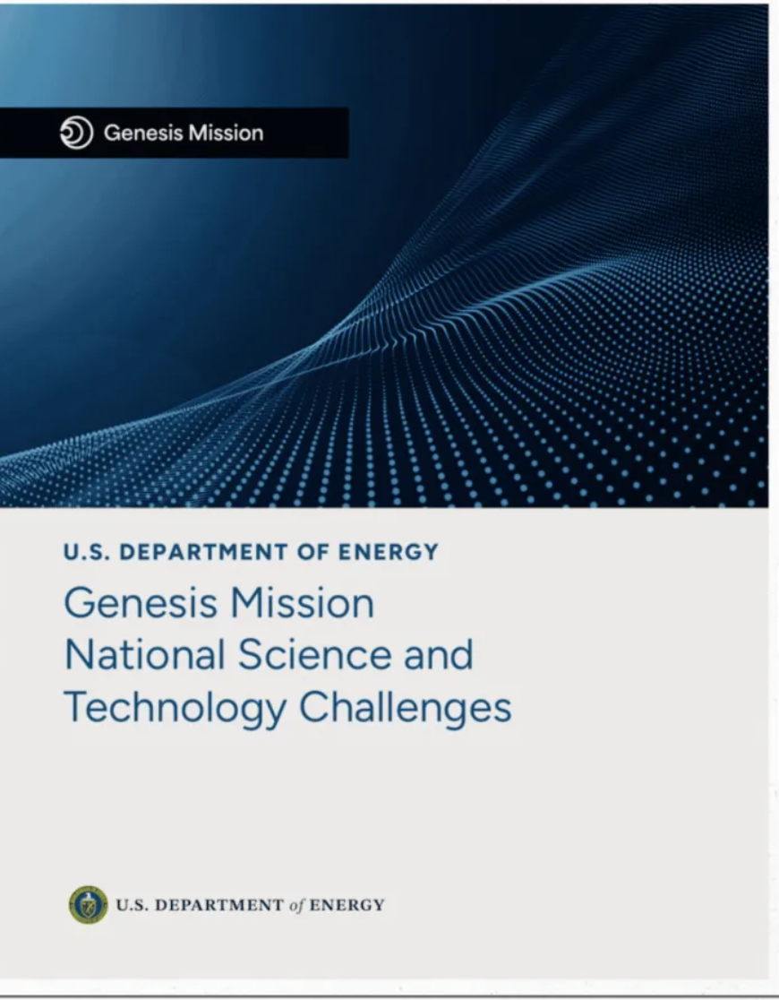 Genesis Mission
U.S. DEPARTMENT OF ENERGY
Genesis Mission
National Science and
Technology Challenges
U.S. DEPARTMENT of ENERGY